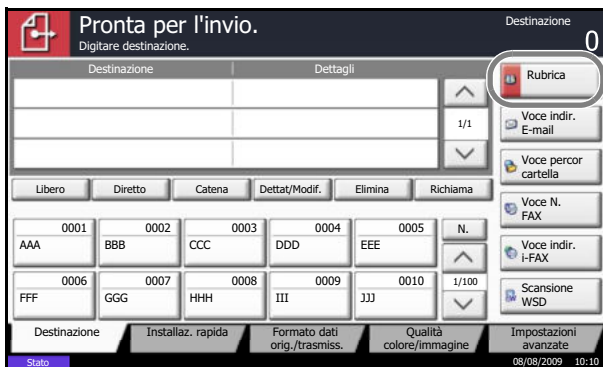 Pronta per l'invio.
Digitare destinazione.
Destinazione
0
Destinazione
Dettagli
1/1
Rubrica
Voce indir.
E-mail
Voce percor
cartella
Voce N.
FAX
Voce indir.
i-FAX
Scansione
WSD
Libero
Diretto
Catena
Dettat/Modif.
Elimina
Richiama
0001
AAA
0002
BBB
0003
CCC
0004
DDD
0005
EEE
N.
0006
FFF
0007
GGG
0008
HHH
0009
III
0010
JJJ
1/100
Destinazione
Installaz. rapida
Formato dati
orig./trasmiss.
Qualità
colore/immagine
Impostazioni
avanzate
Stato
08/08/2009 10:10